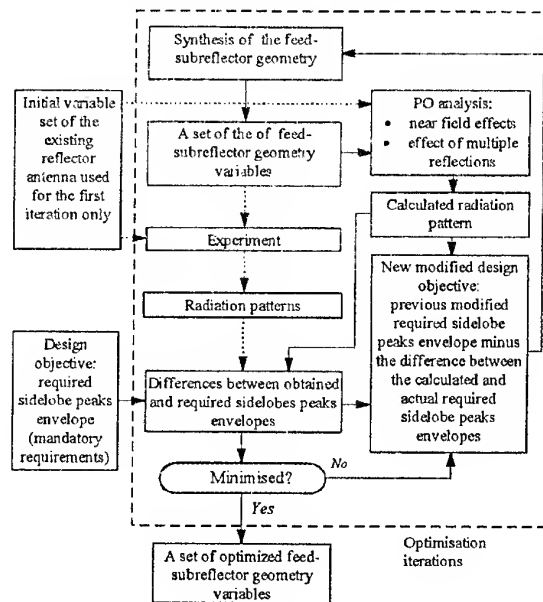 Synthesis of the feed-
subreflector geometry
Initial variable
set of the
existing
reflector
antenna used
for the first
iteration only
A set of the of feed-
subreflector geometry
variables
PO analysis:
• near field effects
• effect of multiple
reflections
Calculated radiation
pattern
Experiment
Radiation patterns
New modified design
objective:
previous modified
required sidelobe
peaks envelope minus
the difference between
the calculated and
actual required
sidelobe peaks
envelopes
Design
objective:
required
sidelobe peaks
envelope
(mandatory
requirements)
Differences between obtained
and required sidelobes peaks
envelopes
Minimised?
No
Yes
A set of optimized feed-
subreflector geometry
variables
Optimisation
iterations